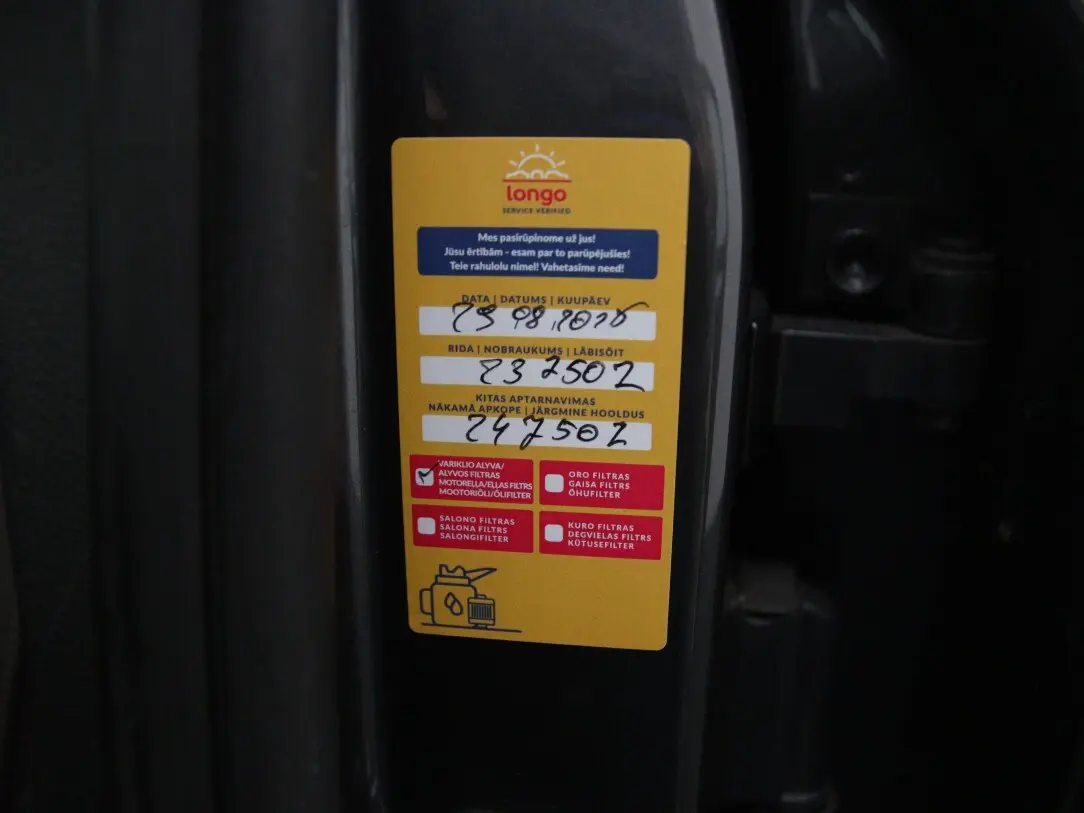 longo
SERVICE VERIFIED
Mes pasirūpinome už jus!
Jūsu ērtībām - esam par to parūpējušies!
Teie rahulolu nimel! Vahetasime need!
DATA | DATUMS | KUUPÄEV
RIDA | NOBRAUKUMS | LÄBISÕIT
237502
KITAS APTARNAVIMAS
NĀKAMĀ APKOPE | JÄRGMINE HOOLDUS
247502
VARIKLIO ALYVA/
ALYVOS FILTRAS
MOTOREĻĻA/EĻĻAS FILTRS
MOOTORIÕLI/ÕLIFILTER
ORO FILTRAS
GAISA FILTRS
ÕHUFILTER
SALONO FILTRAS
SALONA FILTRS
SALONGIFILTER
KURO FILTRAS
DEGVIELAS FILTRS
KÜTUSEFILTER